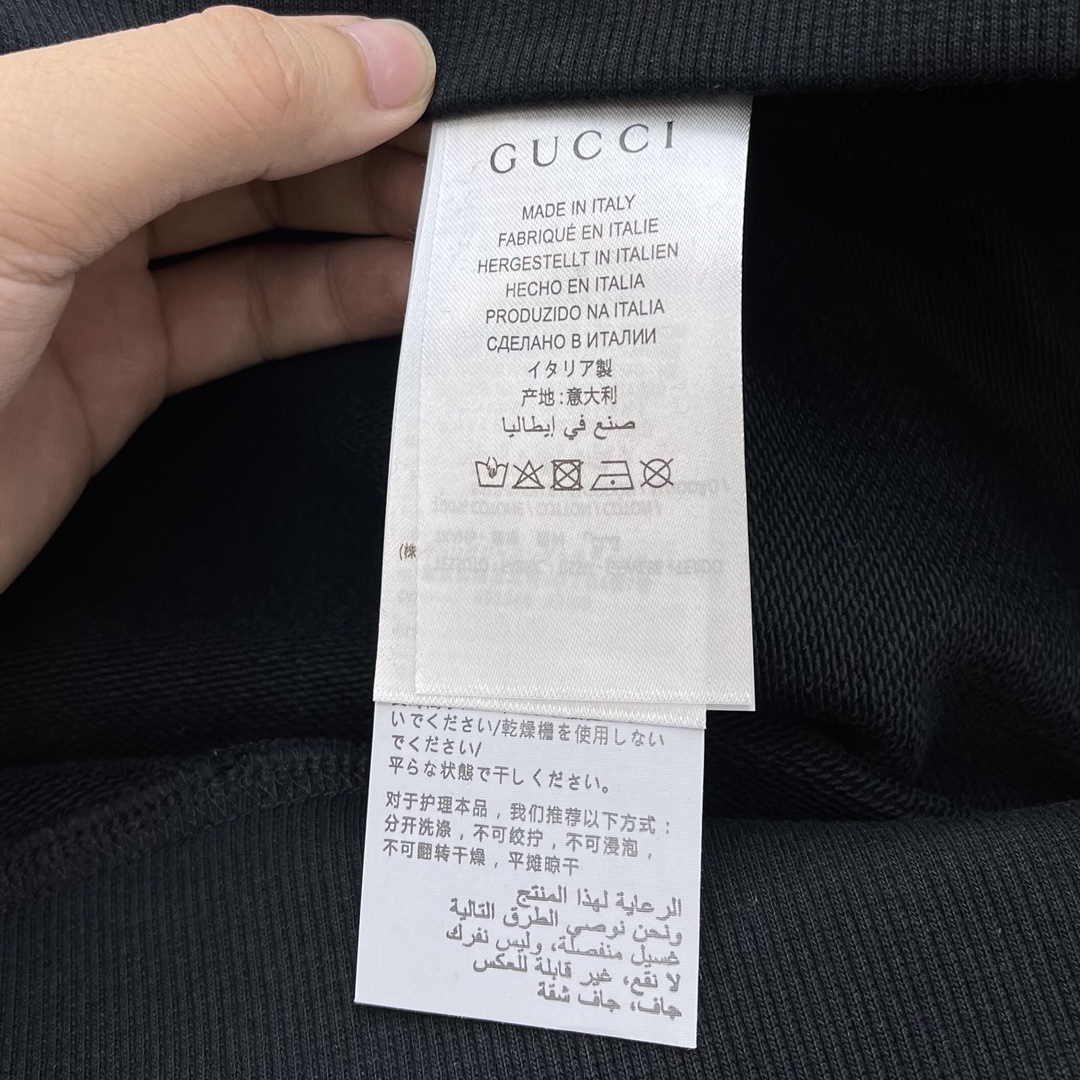 GUCCI
MADE IN ITALY
FABRIQUÉ EN ITALIE
HERGESTELLT IN ITALIEN
HECHO EN ITALIA
PRODUZIDO NA ITALIA
СДЕЛАНО В ИТАЛИИ
イタリア製
产地:意大利
صنع في إيطاليا
(株
いでください/乾燥機を使用しない
でください/
平らな状態で干しください。
对于护理本品，我们推荐以下方式：
分开洗涤，不可绞拧，不可浸泡，
不可翻转干燥，平摊晾干
الرعاية لهذا المنتج
ونحن نوصي الطرق التالية
غسيل منفصلة، وليس نفرك
لا نقع، غير قابلة للعكس
جاف، جاف شقة